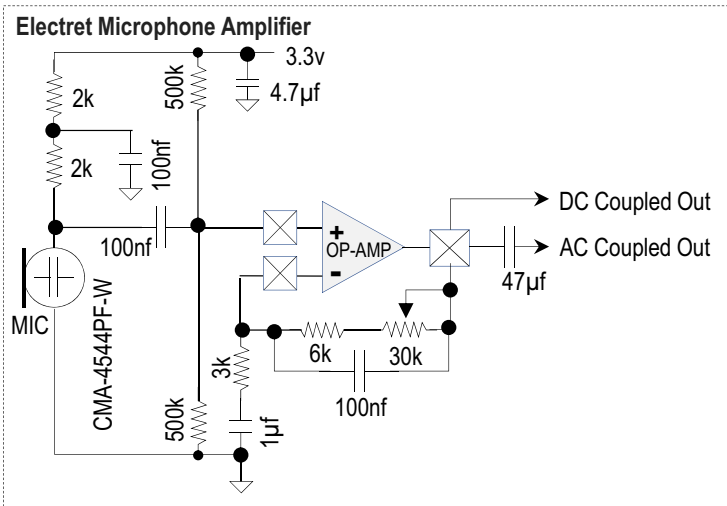 Electret Microphone Amplifier
3.3v
2k
500k
4.7µf
2k
100nf
100nf
+
OP-AMP
-
DC Coupled Out
AC Coupled Out
47µf
MIC
CMA-4544PF-W
3k
6k
30k
100nf
500k
1µf